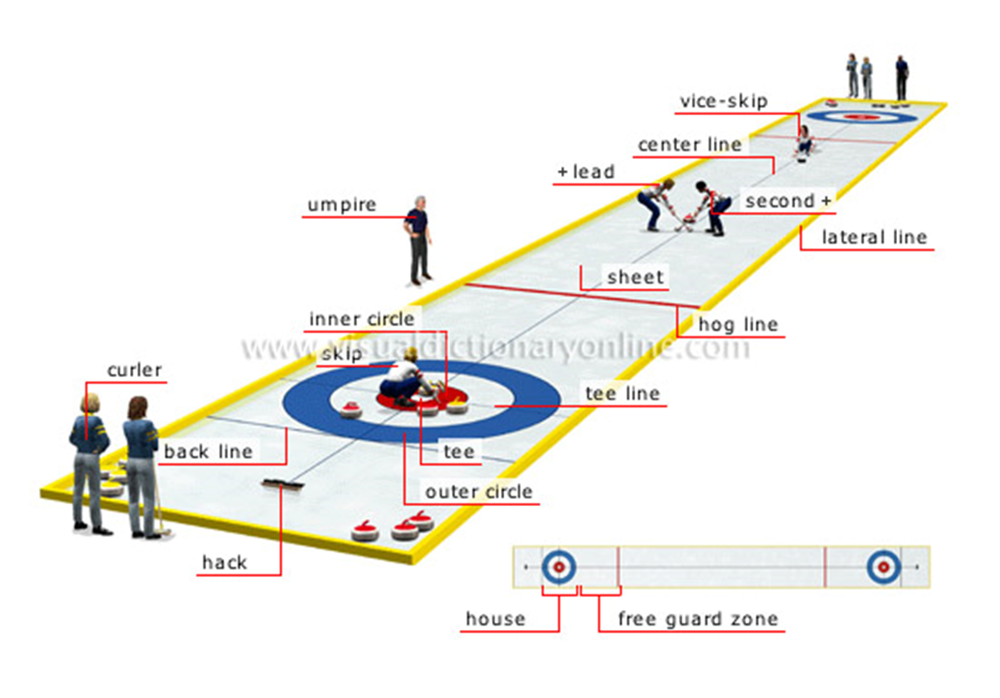 vice-skip
center line
+ lead
second +
umpire
lateral line
sheet
inner circle
hog line
www.visualdictionaryonline.com
skip
curler
tee line
back line
tee
outer circle
hack
house
free guard zone